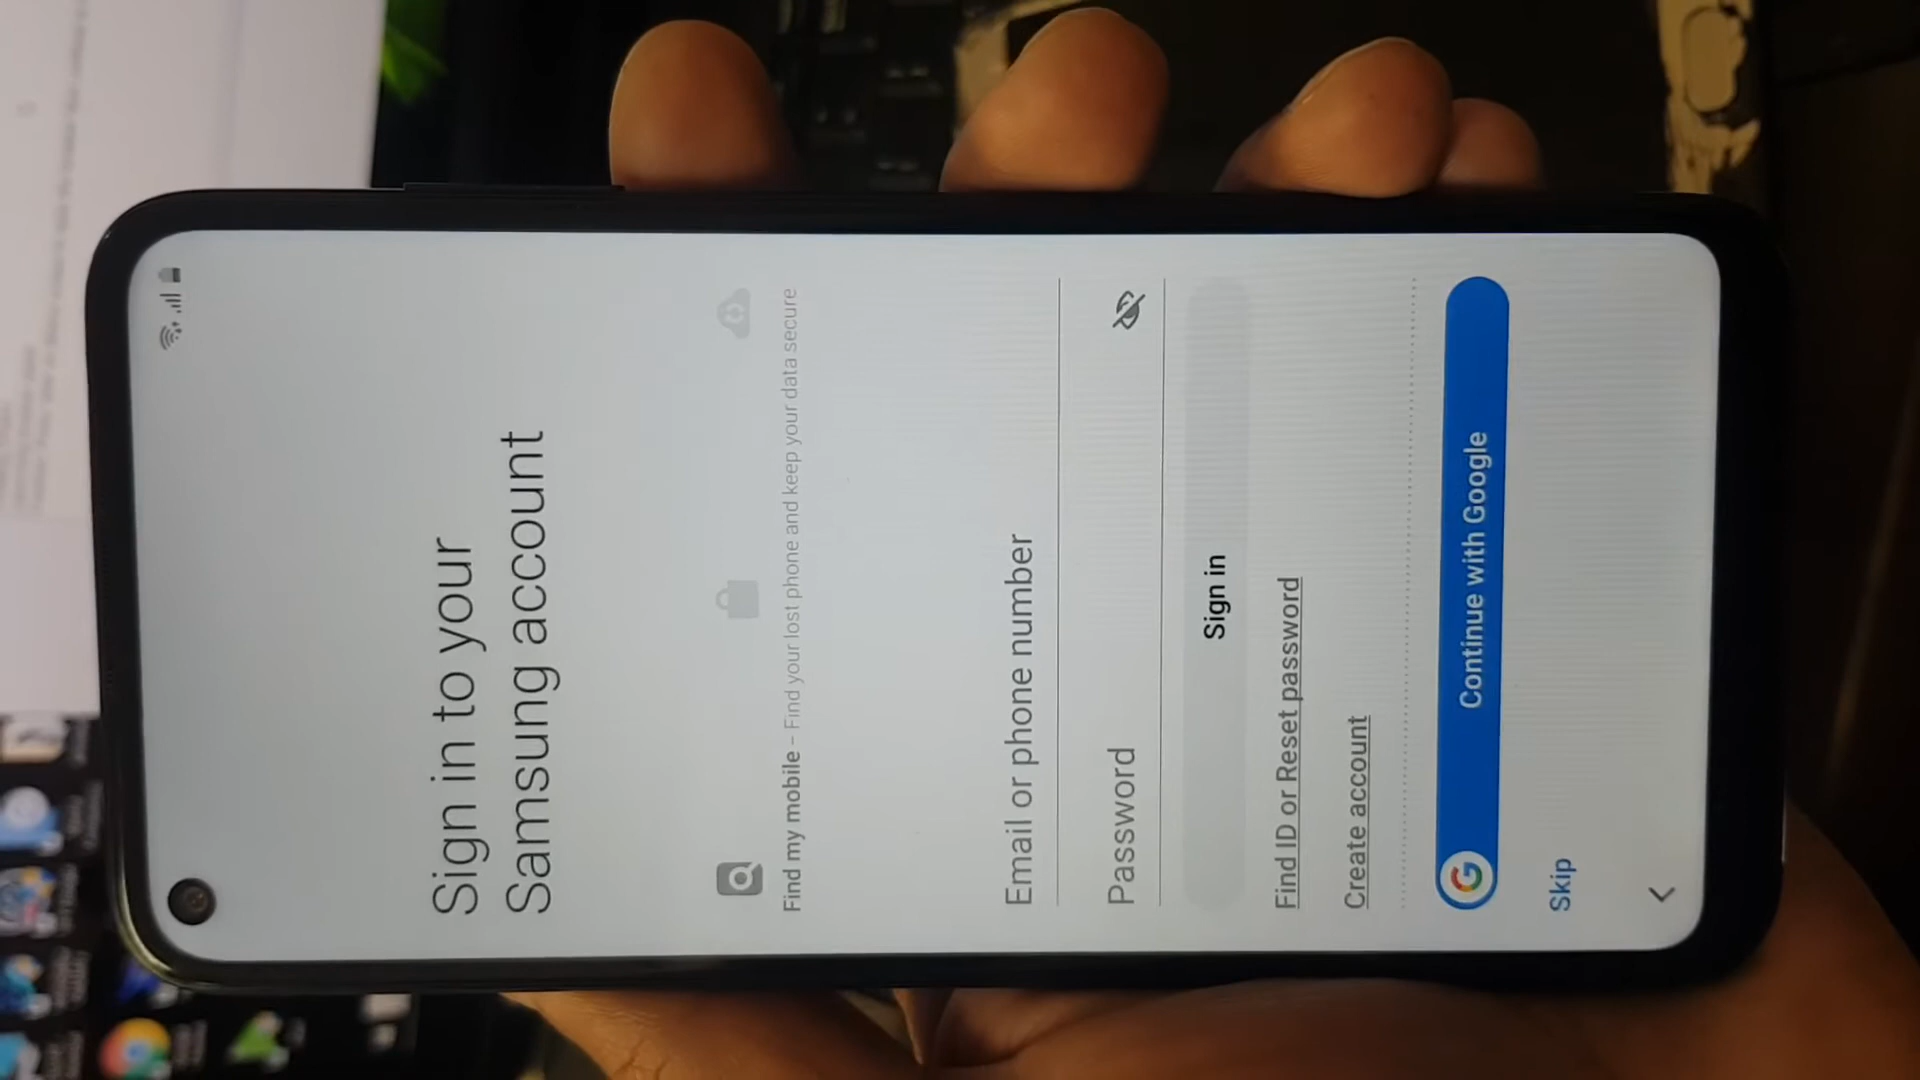 Sign in to your
Samsung account
Find my mobile - Find your lost phone and keep your data secure
Email or phone number
Password
Sign in
Find ID or Reset password
Create account
Continue with Google
Skip